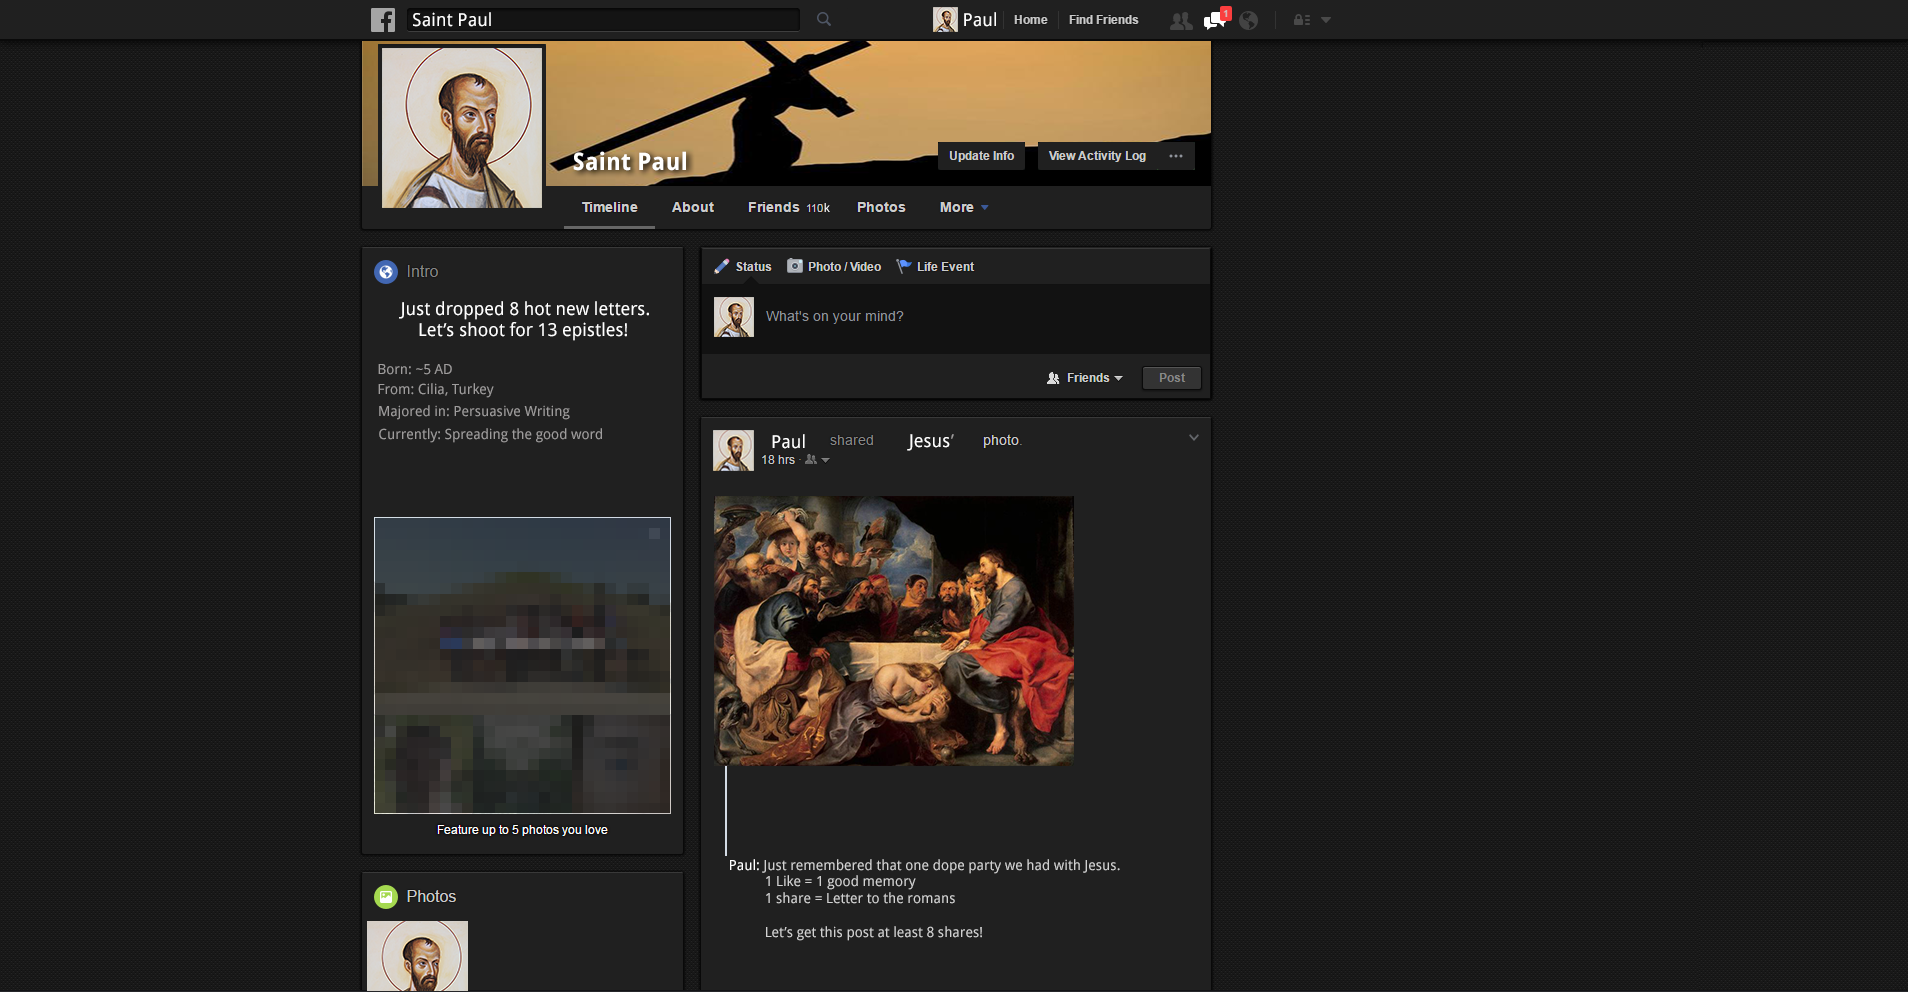 Saint Paul
Paul
Home
Find Friends
1
Saint Paul
Update Info
View Activity Log
Timeline
About
Friends 110k
Photos
More
Intro
Just dropped 8 hot new letters.
Let's shoot for 13 epistles!
Born: ~5 AD
From: Cilia, Turkey
Majored in: Persuasive Writing
Currently: Spreading the good word
Feature up to 5 photos you love
Photos
Status
Photo / Video
Life Event
What's on your mind?
Friends
Post
Paul shared Jesus' photo.
18 hrs ·
Paul: Just remembered that one dope party we had with Jesus.
1 Like = 1 good memory
1 share = Letter to the romans
Let's get this post at least 8 shares!